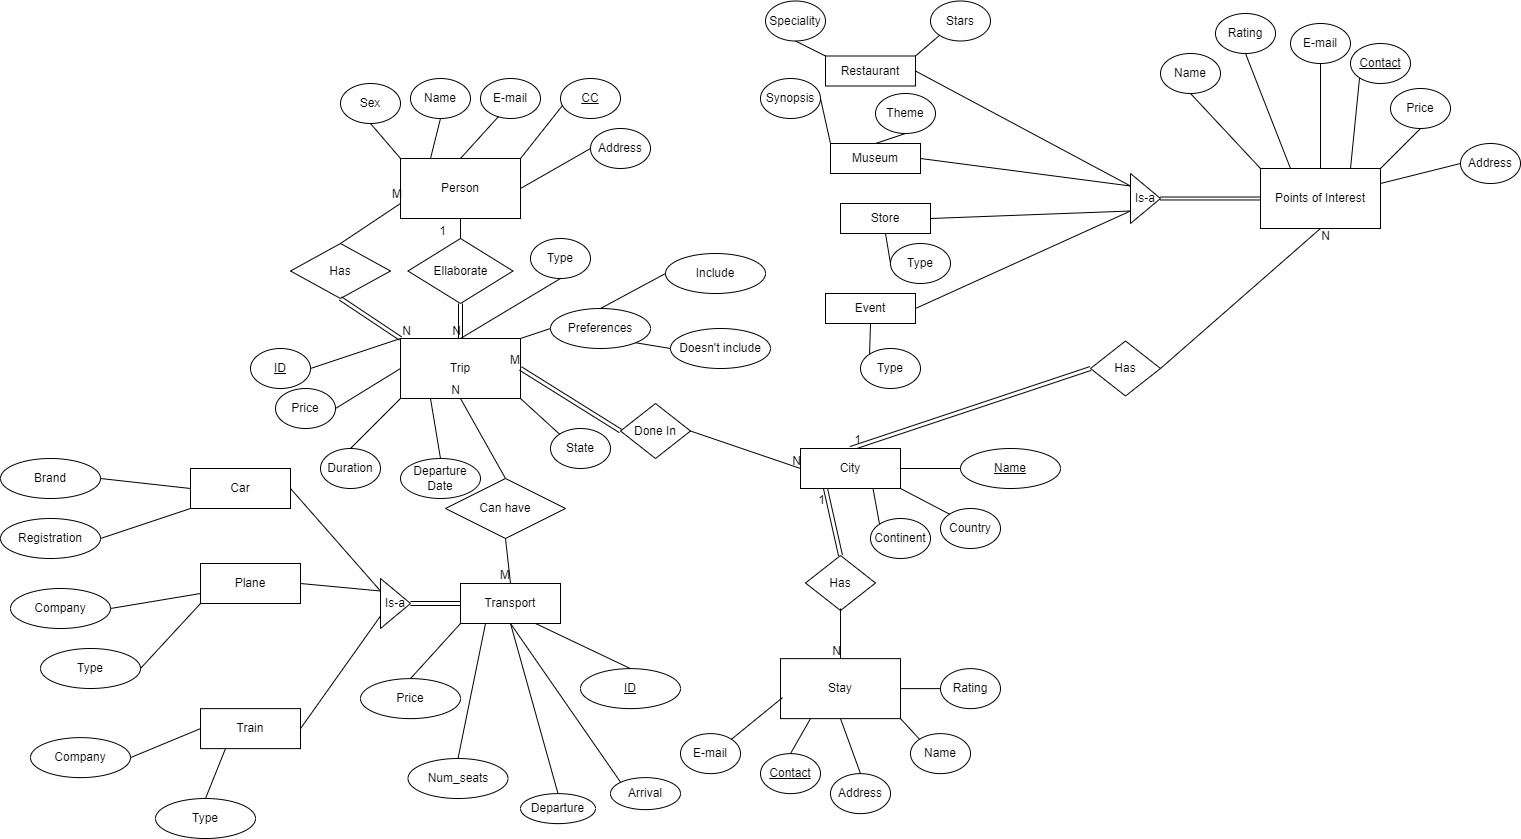 Speciality
Stars
Restaurant
Synopsis
Theme
Museum
Store
Type
Event
Type
Is-a
Name
Rating
E-mail
Contact
Price
Address
Points of Interest
N
Sex
Name
E-mail
CC
Address
Person
M
1
Has
Ellaborate
Type
Include
Preferences
Doesn't include
N
N
M
ID
Trip
Price
N
Duration
Departure
Date
State
Done In
Has
1
N
City
Name
1
Continent
Country
Has
N
Stay
Rating
E-mail
Contact
Address
Name
Can have
M
Brand
Car
Registration
Plane
Company
Type
Is-a
Transport
Train
Company
Type
Price
ID
Num_seats
Departure
Arrival